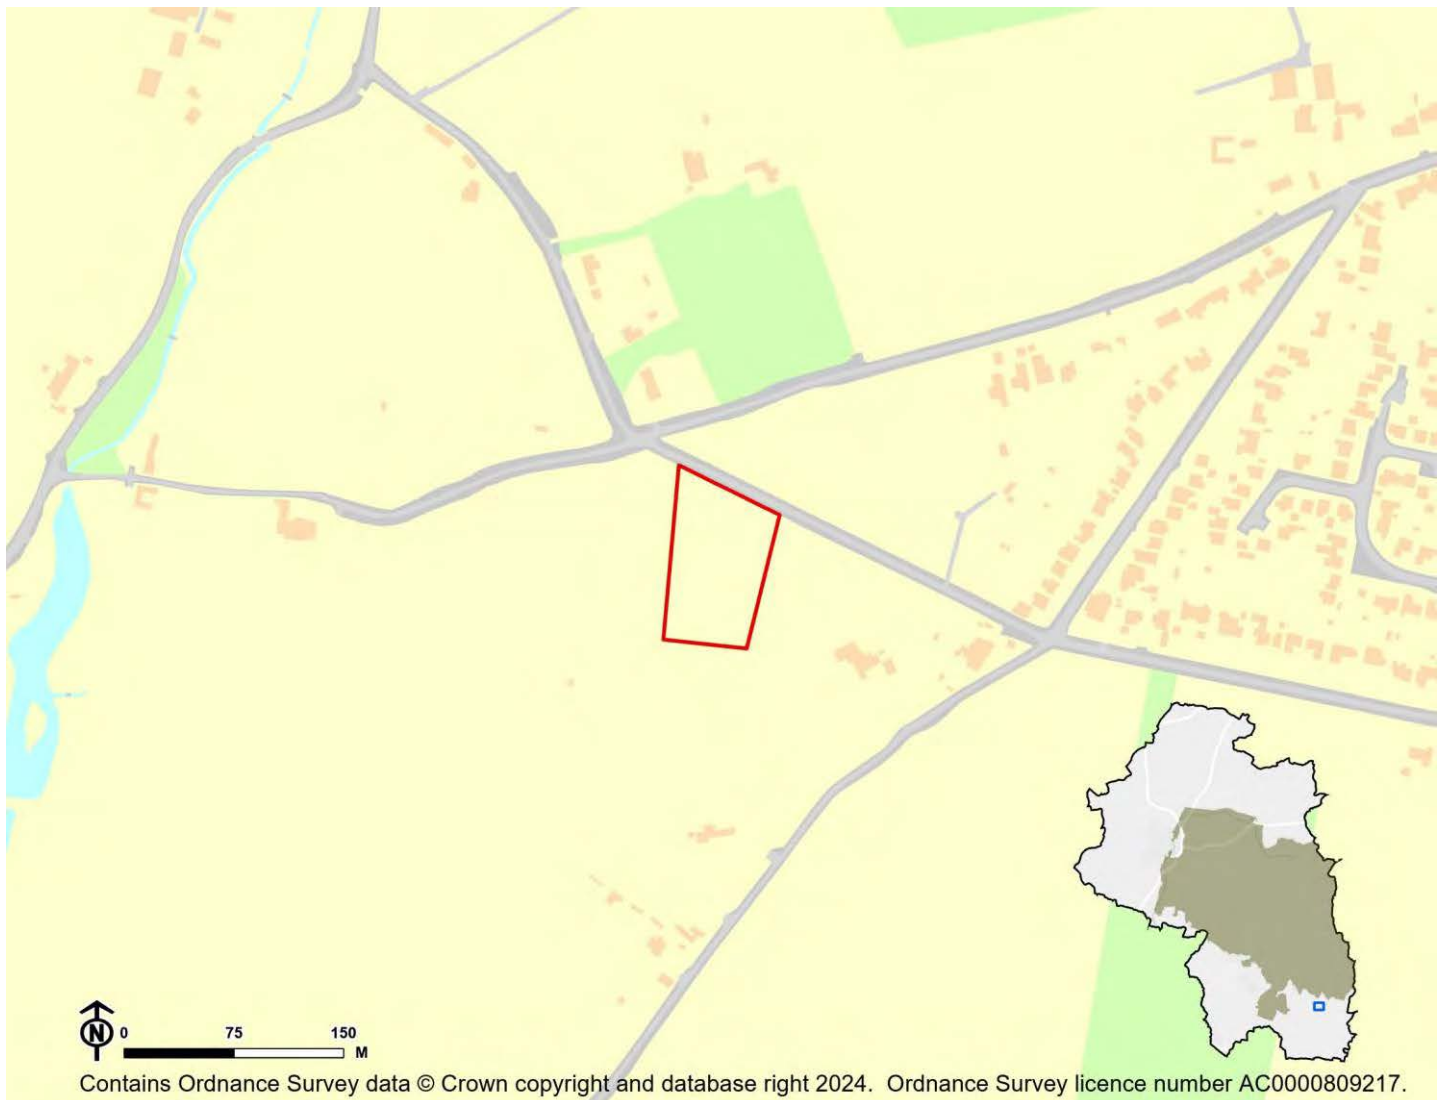 N
0 75 150
M
Contains Ordnance Survey data © Crown copyright and database right 2024. Ordnance Survey licence number AC0000809217.